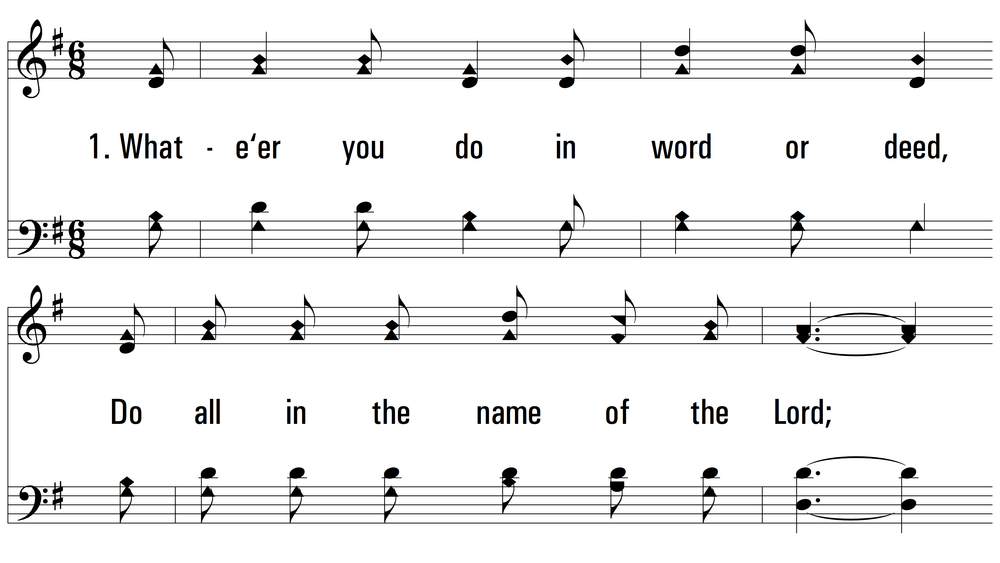 1. What - e‘er you do in word or deed,
Do all in the name of the Lord;